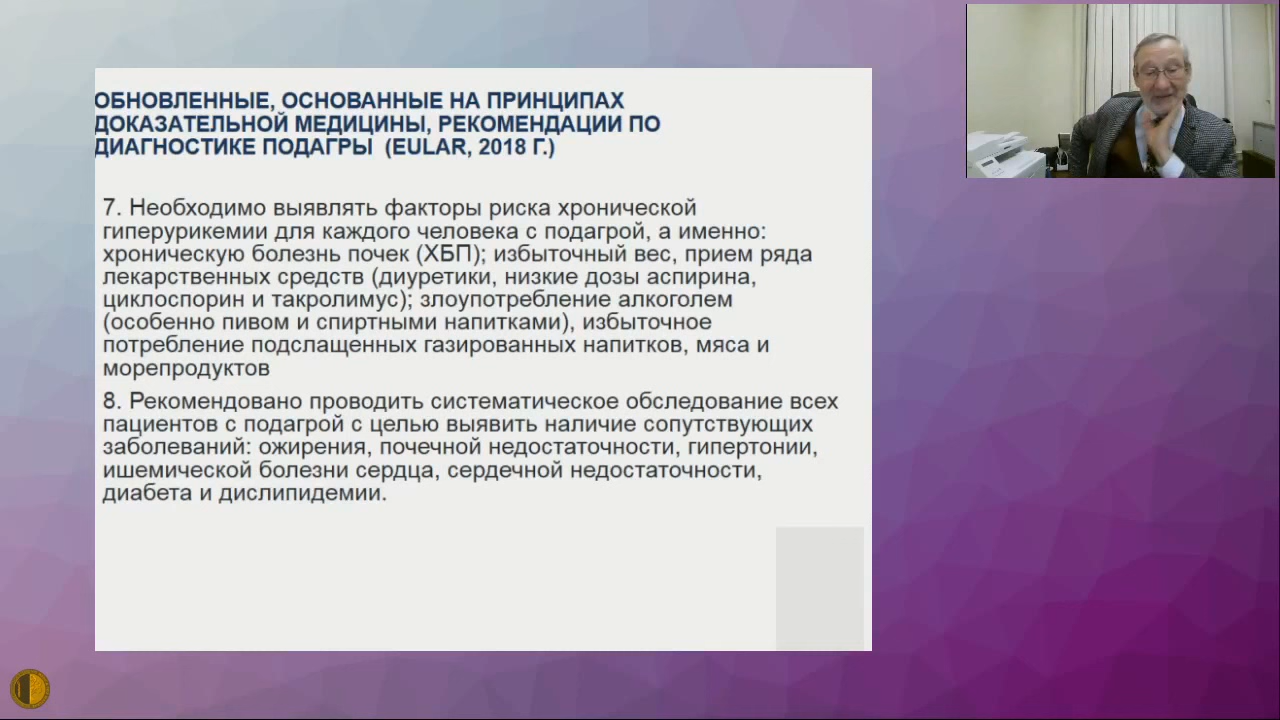 ОБНОВЛЕННЫЕ, ОСНОВАННЫЕ НА ПРИНЦИПАХ
ДОКАЗАТЕЛЬНОЙ МЕДИЦИНЫ, РЕКОМЕНДАЦИИ ПО
ДИАГНОСТИКЕ ПОДАГРЫ (EULAR, 2018 Г.)
7. Необходимо выявлять факторы риска хронической
гиперурикемии для каждого человека с подагрой, а именно:
хроническую болезнь почек (ХБП); избыточный вес, прием ряда
лекарственных средств (диуретики, низкие дозы аспирина,
циклоспорин и такролимус); злоупотребление алкоголем
(особенно пивом и спиртными напитками), избыточное
потребление подслащенных газированных напитков, мяса и
морепродуктов
8. Рекомендовано проводить систематическое обследование всех
пациентов с подагрой с целью выявить наличие сопутствующих
заболеваний: ожирения, почечной недостаточности, гипертонии,
ишемической болезни сердца, сердечной недостаточности,
диабета и дислипидемии.